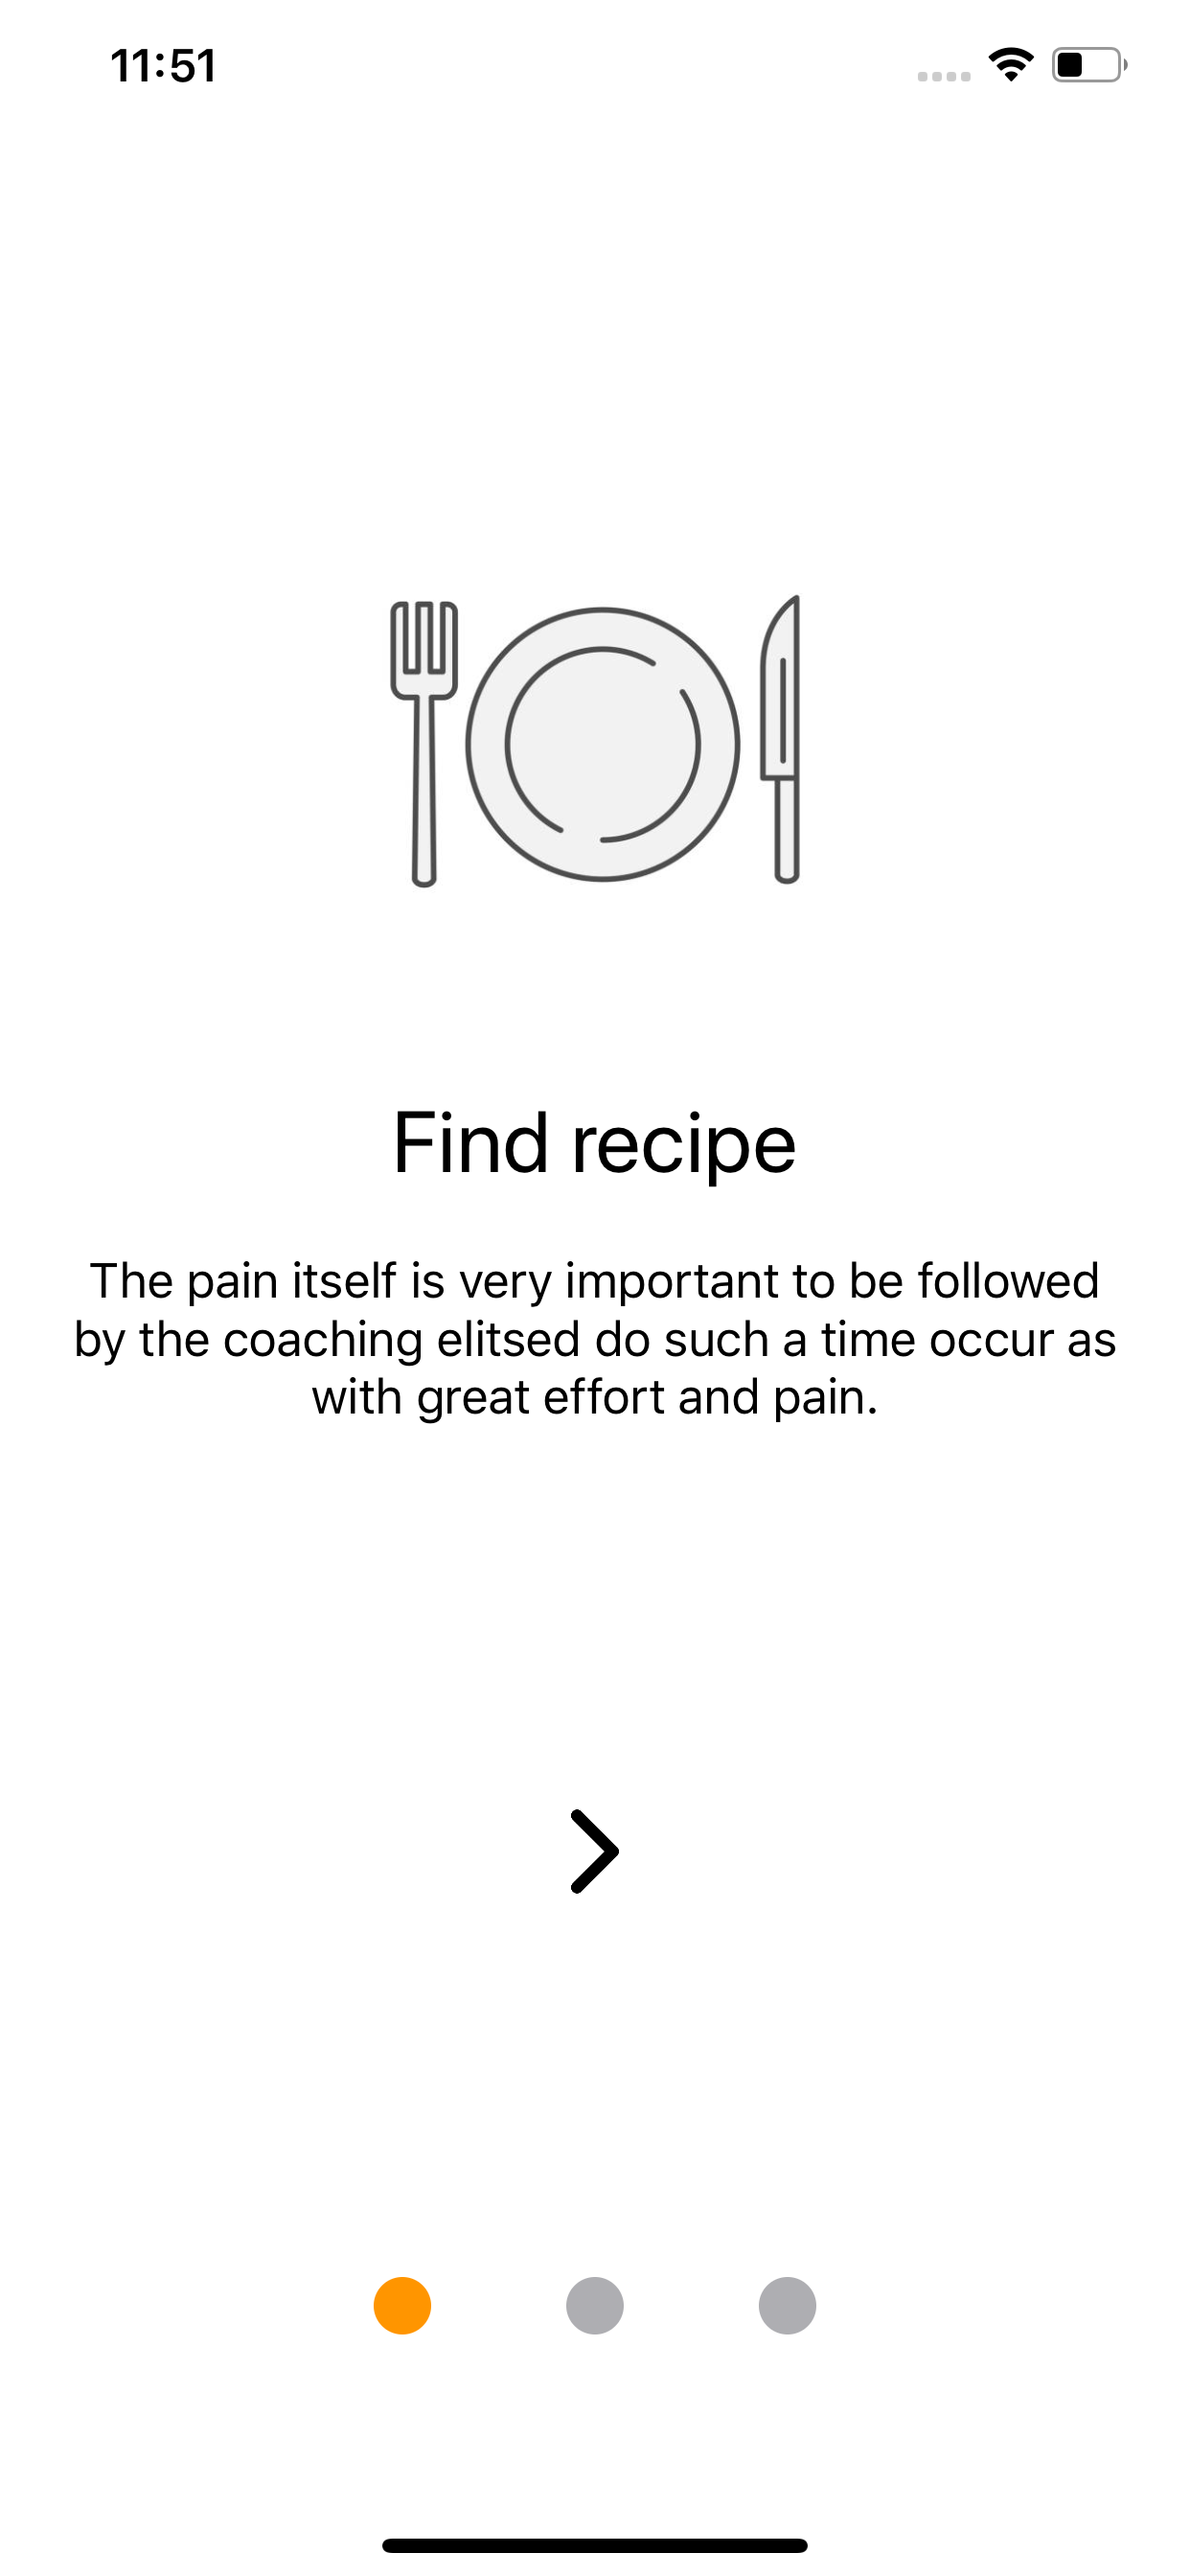 11:51
Find recipe
The pain itself is very important to be followed
by the coaching elitsed do such a time occur as
with great effort and pain.